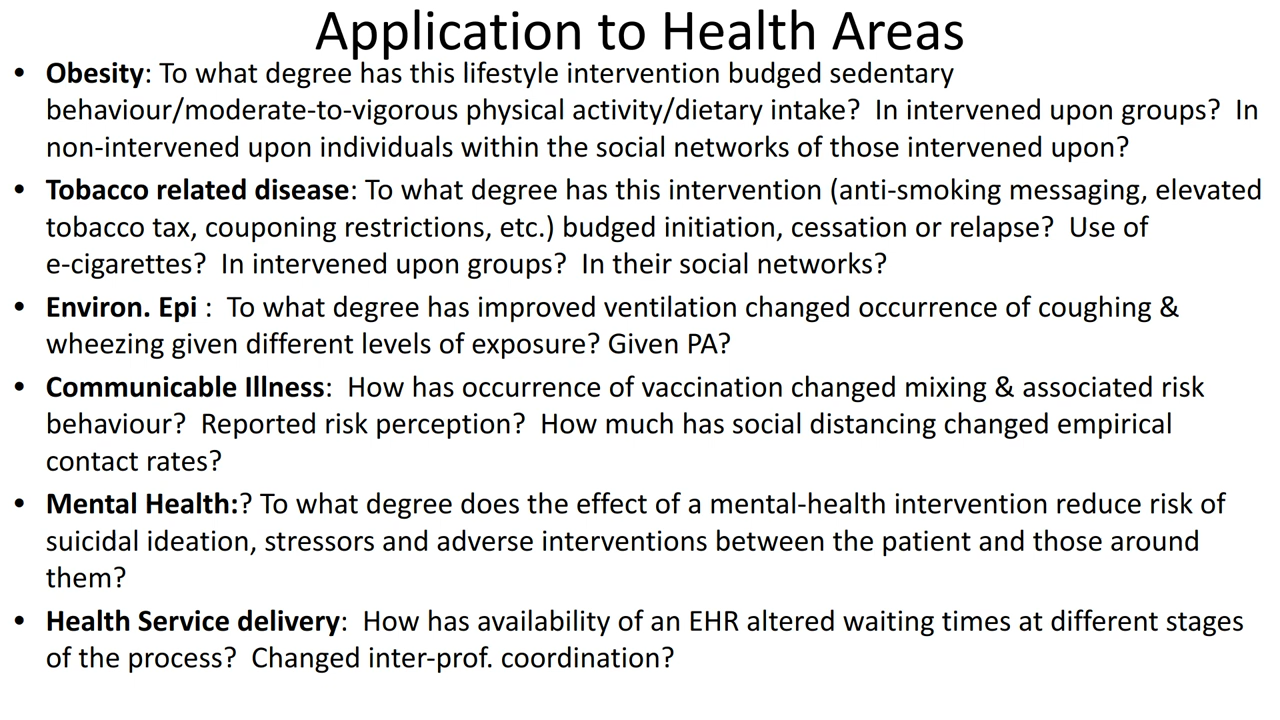 Application to Health Areas
• Obesity: To what degree has this lifestyle intervention budged sedentary
behaviour/moderate-to-vigorous physical activity/dietary intake?  In intervened upon groups?  In
non-intervened upon individuals within the social networks of those intervened upon?
• Tobacco related disease: To what degree has this intervention (anti-smoking messaging, elevated
tobacco tax, couponing restrictions, etc.) budged initiation, cessation or relapse?  Use of
e-cigarettes?  In intervened upon groups?  In their social networks?
• Environ. Epi :  To what degree has improved ventilation changed occurrence of coughing &
wheezing given different levels of exposure? Given PA?
• Communicable Illness:  How has occurrence of vaccination changed mixing & associated risk
behaviour?  Reported risk perception?  How much has social distancing changed empirical
contact rates?
• Mental Health:? To what degree does the effect of a mental-health intervention reduce risk of
suicidal ideation, stressors and adverse interventions between the patient and those around
them?
• Health Service delivery:  How has availability of an EHR altered waiting times at different stages
of the process?  Changed inter-prof. coordination?